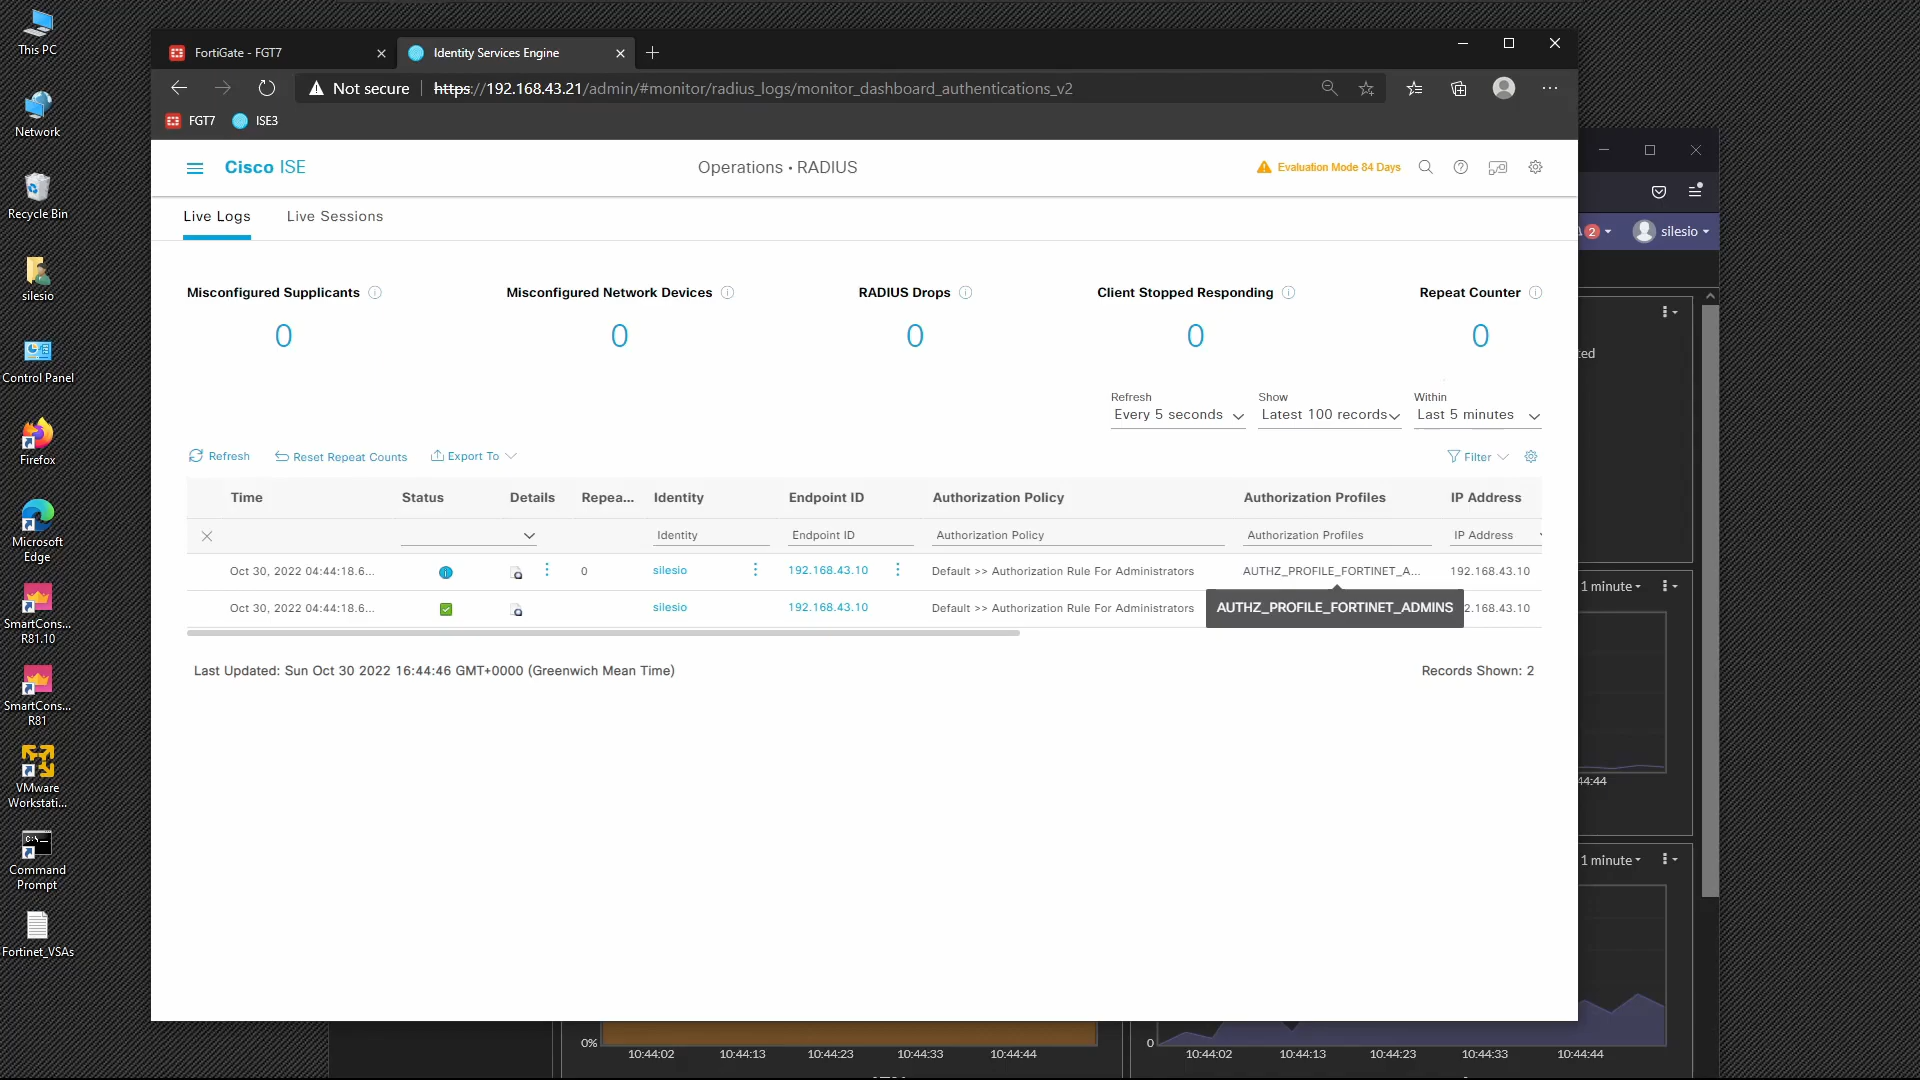 This PC
Network
Recycle Bin
silesio
Control Panel
Firefox
Microsoft
Edge
SmartCons...
R81.10
SmartCons...
R81
VMware
Workstati...
Command
Prompt
Fortinet_VSAs
FortiGate - FGT7
Identity Services Engine
Not secure
https://192.168.43.21/admin/#monitor/radius_logs/monitor_dashboard_authentications_v2
FGT7
ISE3
Cisco ISE
Operations • RADIUS
Evaluation Mode 84 Days
Live Logs
Live Sessions
Misconfigured Supplicants
0
Misconfigured Network Devices
0
RADIUS Drops
0
Client Stopped Responding
0
Repeat Counter
0
Refresh
Every 5 seconds
Show
Latest 100 records
Within
Last 5 minutes
Refresh
Reset Repeat Counts
Export To
Filter
Time Status Details Repea... Identity Endpoint ID Authorization Policy Authorization Profiles IP Address
Identity Endpoint ID Authorization Policy Authorization Profiles IP Address
Oct 30, 2022 04:44:18.6... 0 silesio 192.168.43.10 Default >> Authorization Rule For Administrators AUTHZ_PROFILE_FORTINET_A... 192.168.43.10
Oct 30, 2022 04:44:18.6... silesio 192.168.43.10 Default >> Authorization Rule For Administrators 2.168.43.10
AUTHZ_PROFILE_FORTINET_ADMINS
Last Updated: Sun Oct 30 2022 16:44:46 GMT+0000 (Greenwich Mean Time)
Records Shown: 2
2
silesio
ted
1 minute
44:44
1 minute
0%
10:44:02 10:44:13 10:44:23 10:44:33 10:44:44
0
10:44:02 10:44:13 10:44:23 10:44:33 10:44:44